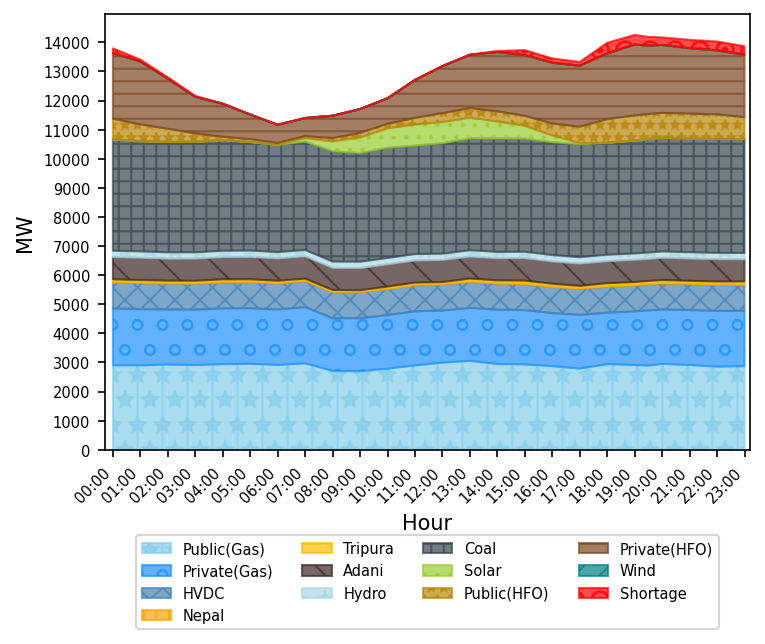 14000
13000
12000
11000
10000
9000
8000
7000
6000
5000
4000
3000
2000
1000
0
MW
00:00 01:00 02:00 03:00 04:00 05:00 06:00 07:00 08:00 09:00 10:00 11:00 12:00 13:00 14:00 15:00 16:00 17:00 18:00 19:00 20:00 21:00 22:00 23:00
Hour
Public(Gas) Tripura Coal Private(HFO)
Private(Gas) Adani Solar Wind
HVDC Hydro Public(HFO) Shortage
Nepal